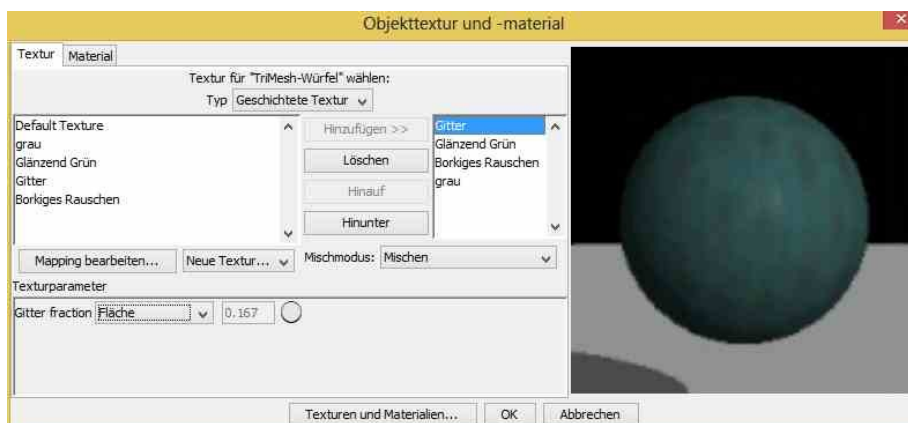 Objekttextur und -material
Textur Material
Textur für "TriMesh-Würfel" wählen:
Typ Geschichtete Textur
Default Texture
grau
Glänzend Grün
Gitter
Borkiges Rauschen
Hinzufügen >>
Löschen
Hinauf
Hinunter
Gitter
Glänzend Grün
Borkiges Rauschen
grau
Mapping bearbeiten... Neue Textur... Mischmodus: Mischen
Texturparameter
Gitter fraction Fläche 0.167
Texturen und Materialien... OK Abbrechen